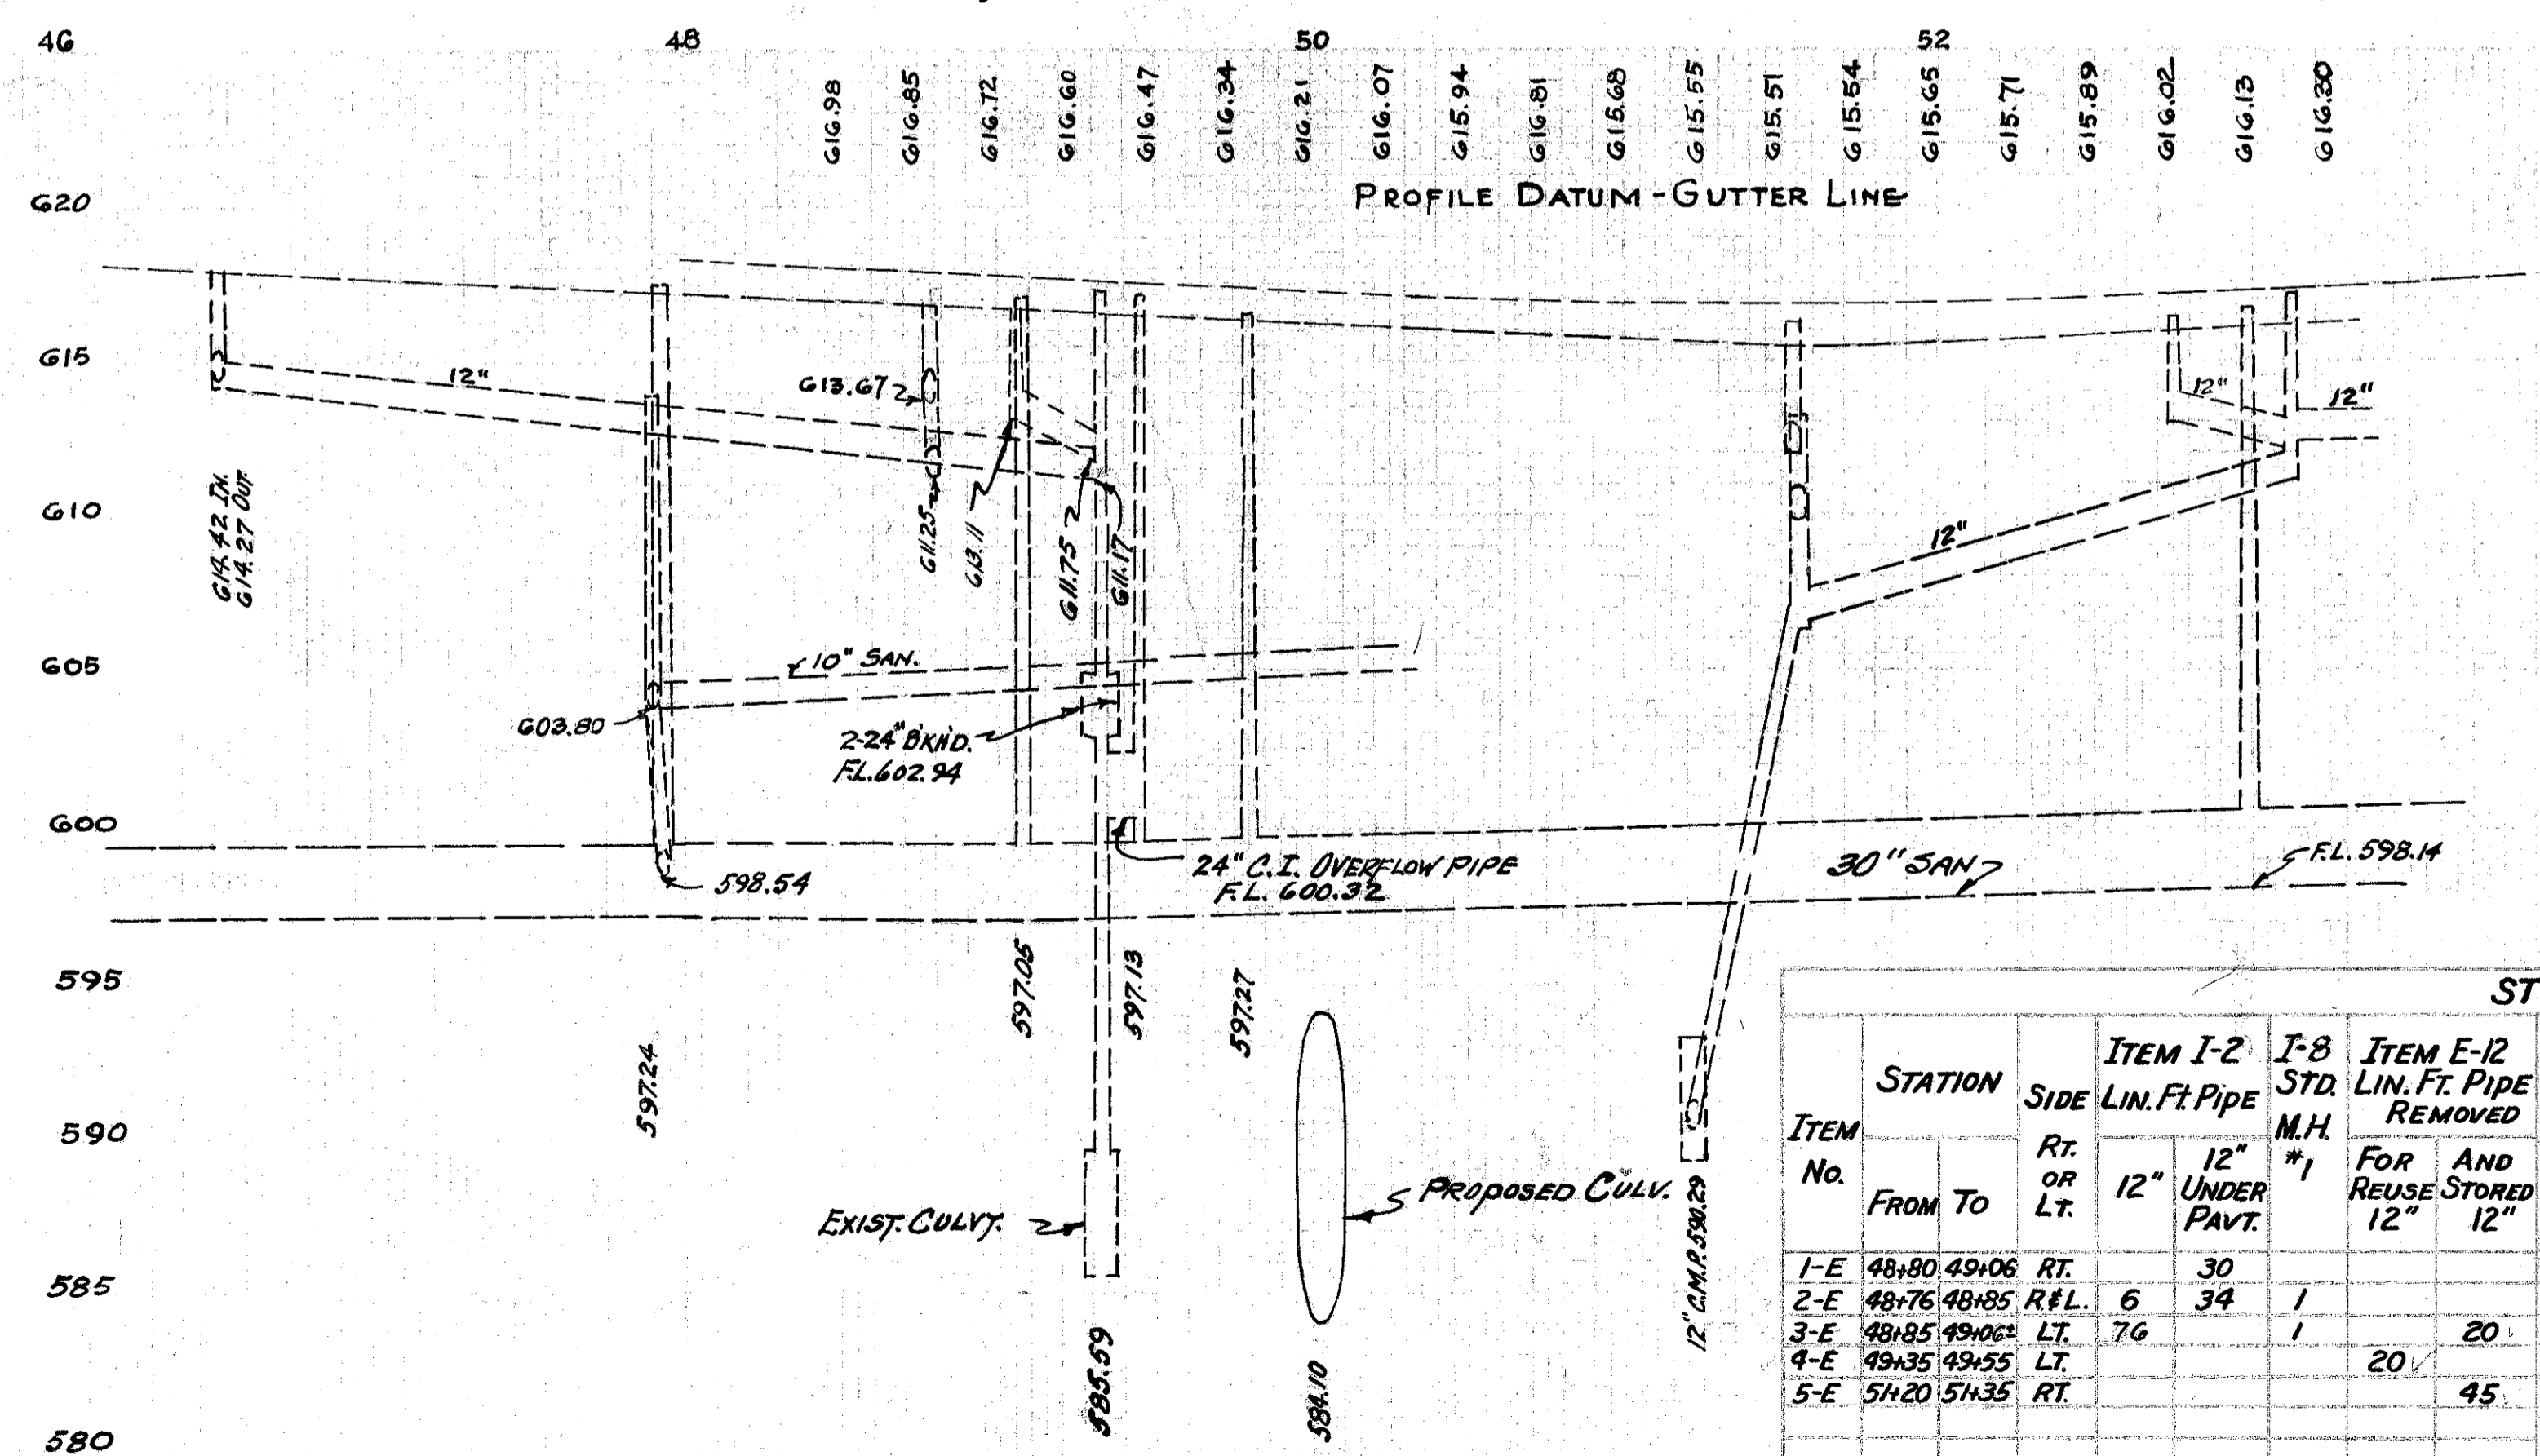 46 48 50 52
616.98 616.85 616.72 616.60 616.47 616.34 616.21 616.07 615.94 616.81 615.68 615.55 615.51 615.54 615.65 615.71 615.89 616.02 616.13 616.30
620
PROFILE DATUM - GUTTER LINE
615
12"
613.67
12"
12"
610
614.42 IN.
614.27 OUT
611.25
613.11
611.75
611.17
12"
605
10" SAN.
603.80
2-24" BKHD.
F.L. 602.94
600
598.54
24" C.I. OVERFLOW PIPE
F.L. 600.32
30" SAN
F.L. 598.14
595
597.24
597.05
597.13
597.27
590
EXIST. CULVT.
PROPOSED CULV.
12" C.M.P. 590.29
585
585.59
584.10
580
ST
ITEM No. STATION SIDE RT. OR LT. ITEM I-2 LIN. FT. PIPE I-8 STD. M.H. #1 ITEM E-12 LIN. FT. PIPE REMOVED
FROM TO 12" 12" UNDER PAVT. FOR REUSE 12" AND STORED 12"
1-E 48+80 49+06 RT. 30
2-E 48+76 48+85 R&L. 6 34 1
3-E 48+85 49+06± LT. 76 1 20
4-E 49+35 49+55 LT. 20
5-E 51+20 51+35 RT. 45